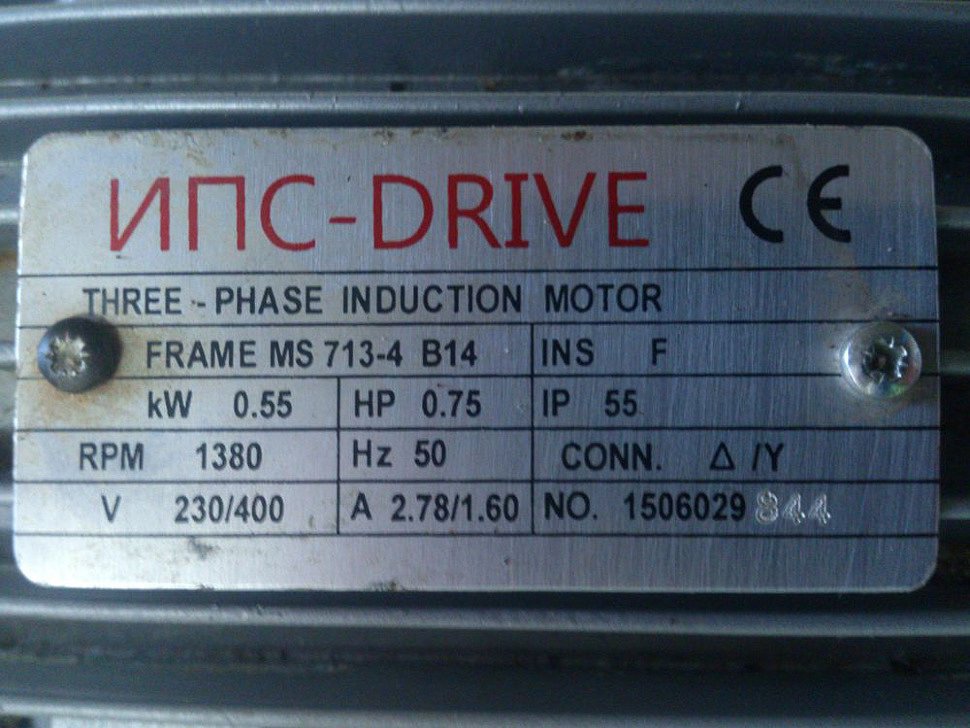 ИПС-DRIVE CE
THREE - PHASE INDUCTION MOTOR
FRAME MS 713-4 B14 INS F
kW 0.55 HP 0.75 IP 55
RPM 1380 Hz 50 CONN. Δ /Y
V 230/400 A 2.78/1.60 NO. 1506029 844